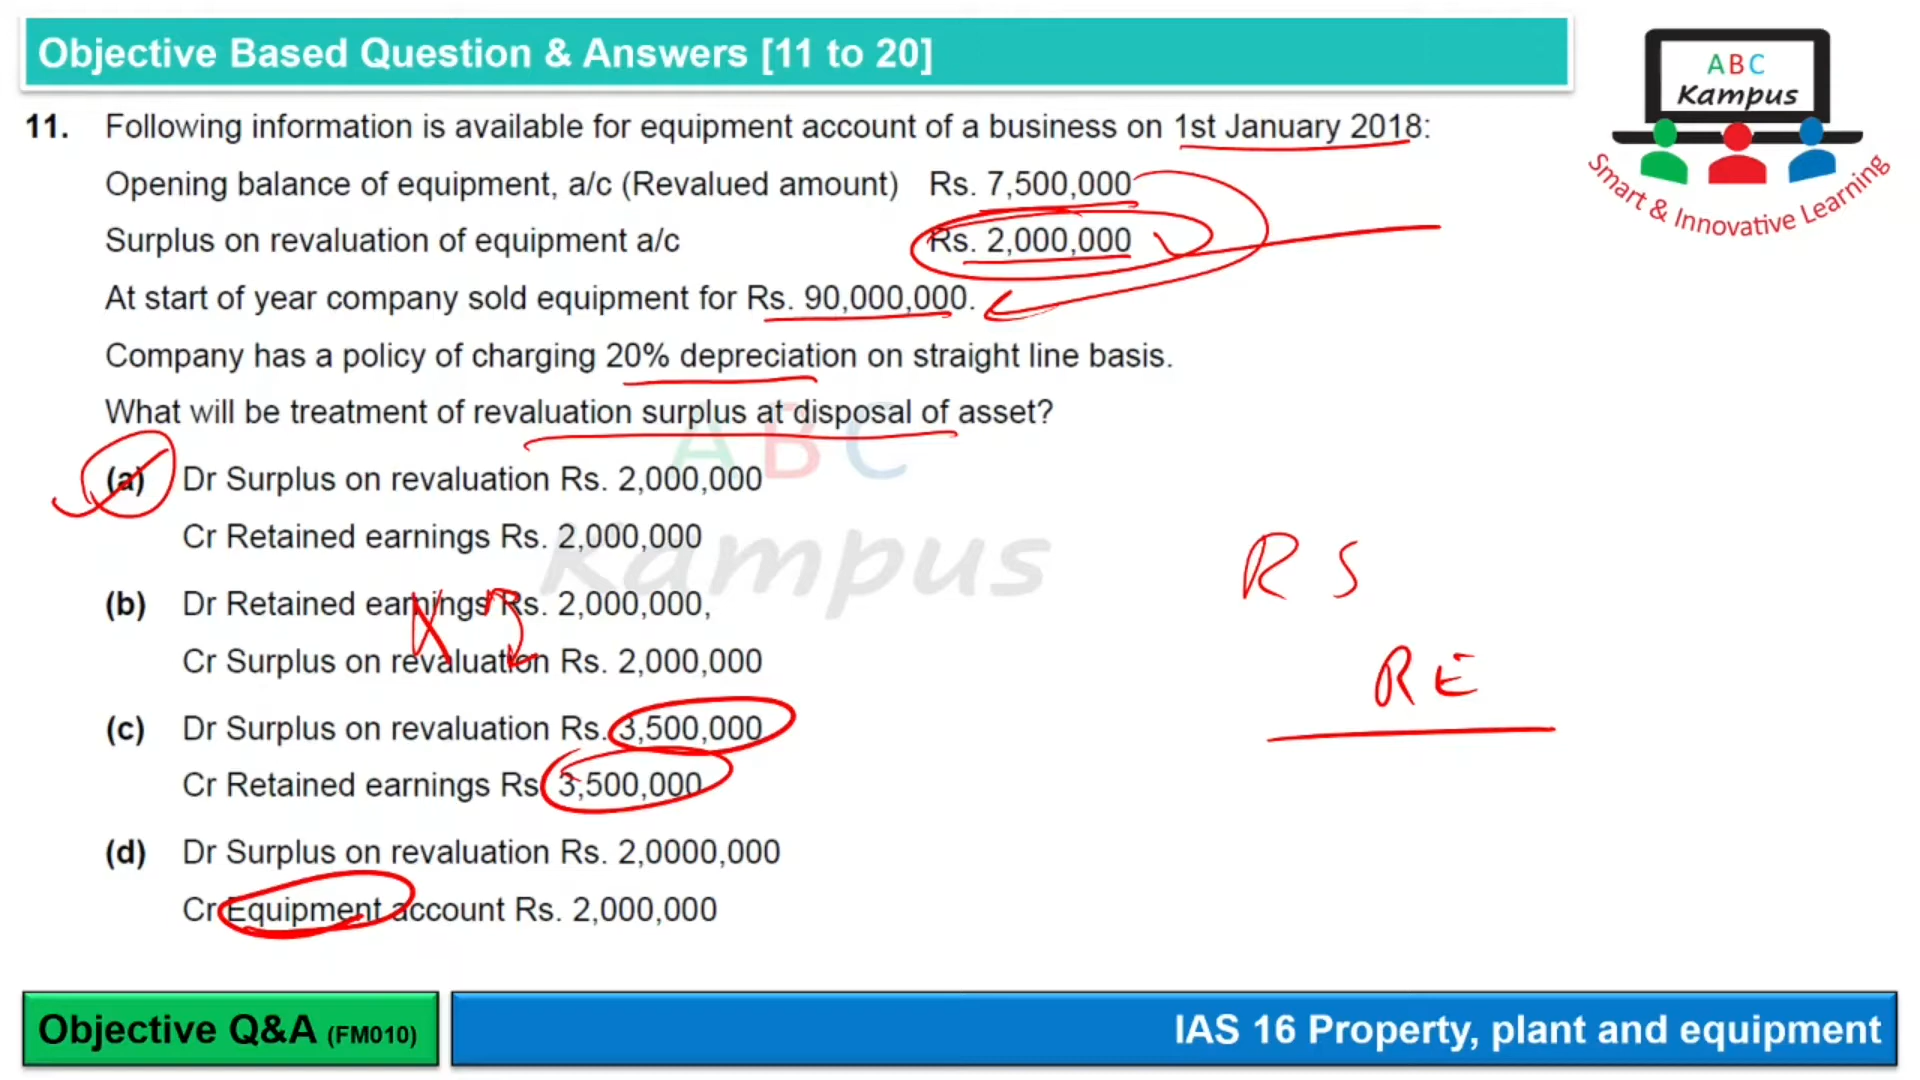 Objective Based Question & Answers [11 to 20]
ABC
Kampus
Smart & Innovative Learning
11. Following information is available for equipment account of a business on 1st January 2018:
Opening balance of equipment, a/c (Revalued amount) Rs. 7,500,000
Surplus on revaluation of equipment a/c Rs. 2,000,000
At start of year company sold equipment for Rs. 90,000,000.
Company has a policy of charging 20% depreciation on straight line basis.
What will be treatment of revaluation surplus at disposal of asset?
ABC
Kampus
(a) Dr Surplus on revaluation Rs. 2,000,000
Cr Retained earnings Rs. 2,000,000
(b) Dr Retained earnings Rs. 2,000,000,
Cr Surplus on revaluation Rs. 2,000,000
(c) Dr Surplus on revaluation Rs. 3,500,000
Cr Retained earnings Rs 3,500,000
(d) Dr Surplus on revaluation Rs. 2,0000,000
Cr Equipment account Rs. 2,000,000
R S
R E
Objective Q&A (FM010)
IAS 16 Property, plant and equipment